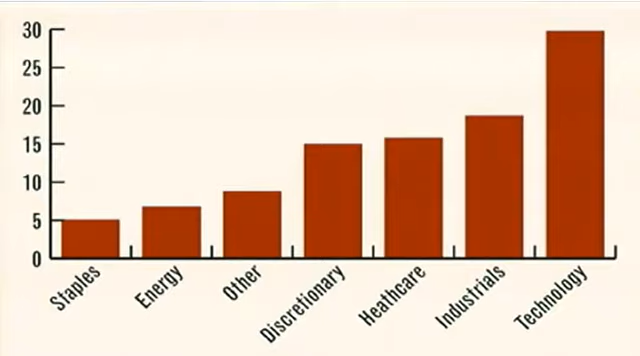 30
25
20
15
10
5
0
Staples
Energy
Other
Discretionary
Heathcare
Industrials
Technology